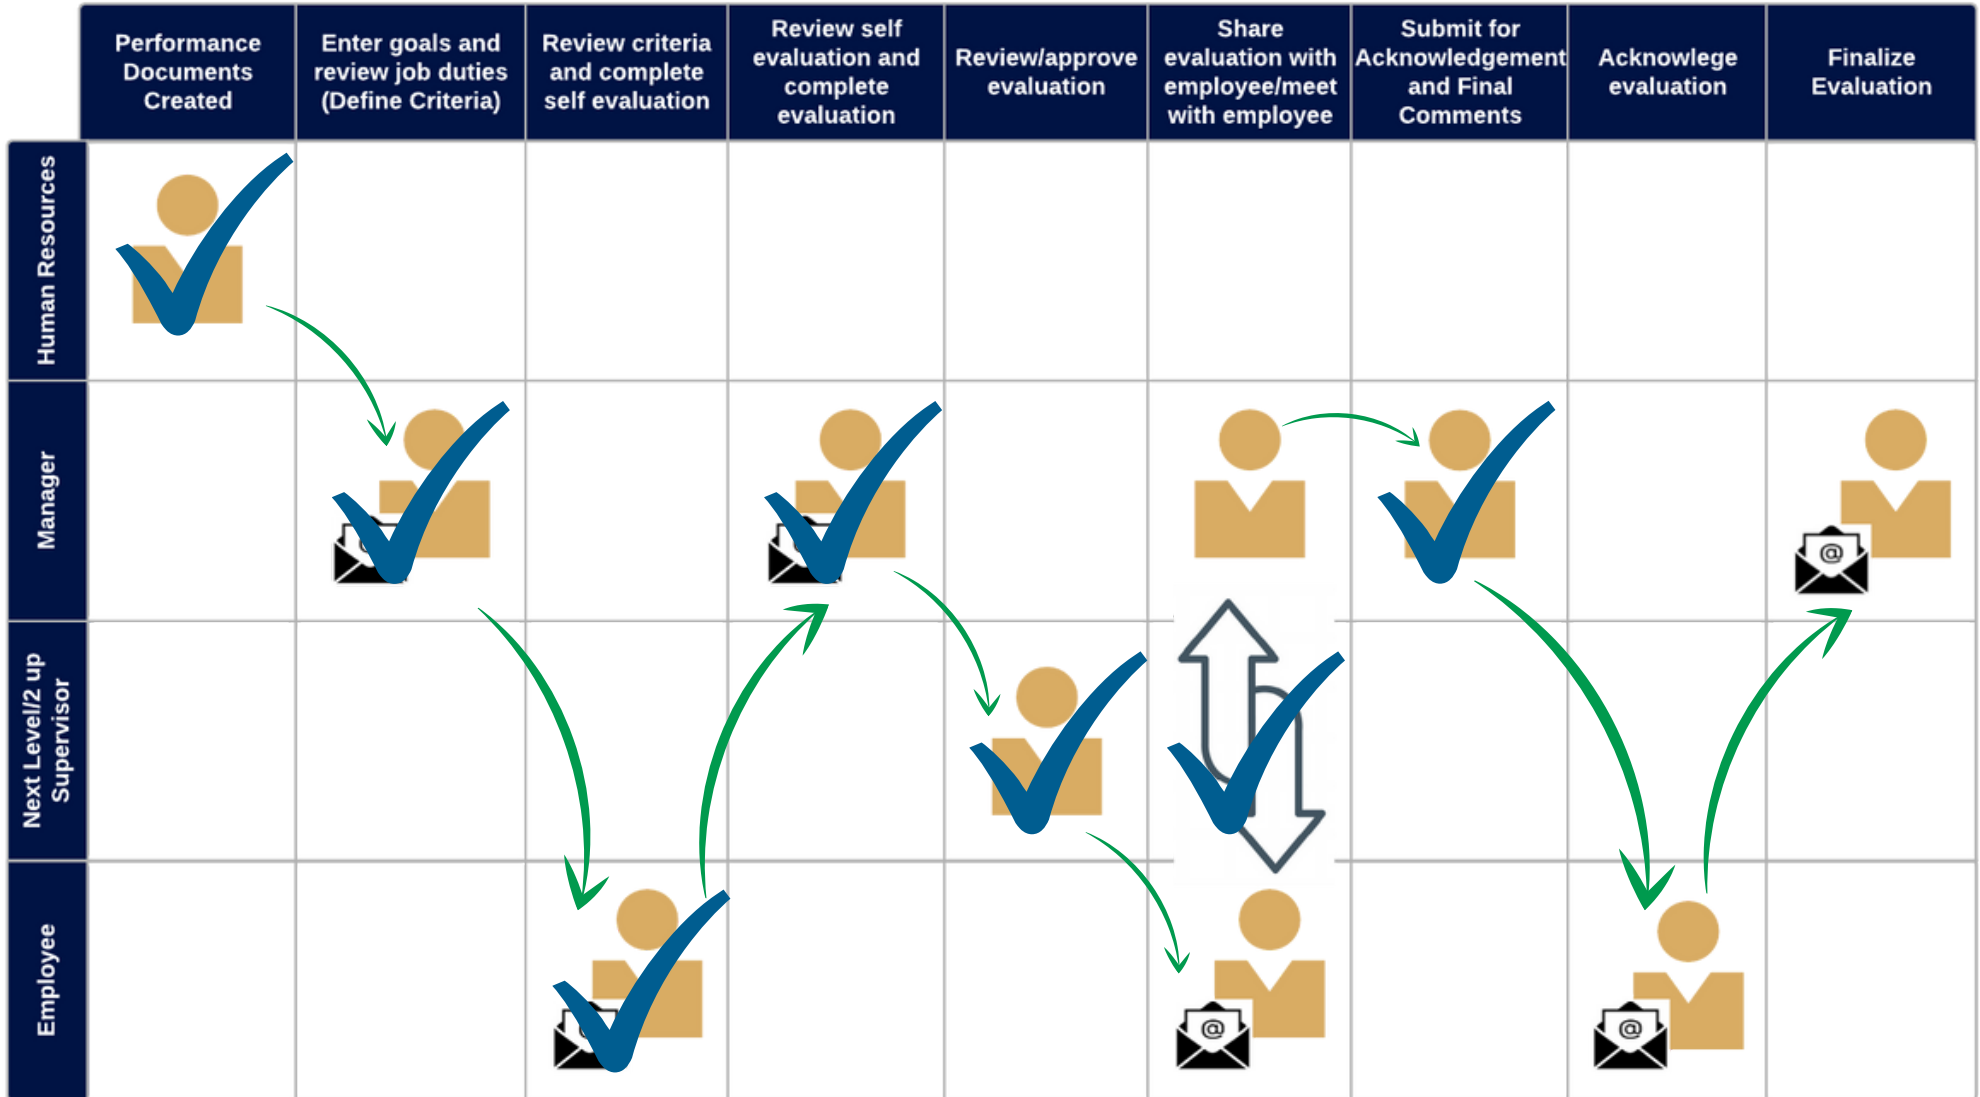 Performance
Documents
Created
Enter goals and
review job duties
(Define Criteria)
Review criteria
and complete
self evaluation
Review self
evaluation and
complete
evaluation
Review/approve
evaluation
Share
evaluation with
employee/meet
with employee
Submit for
Acknowledgement
and Final
Comments
Acknowlege
evaluation
Finalize
Evaluation
Human Resources
Manager
Next Level/2 up
Supervisor
Employee
@
@
@